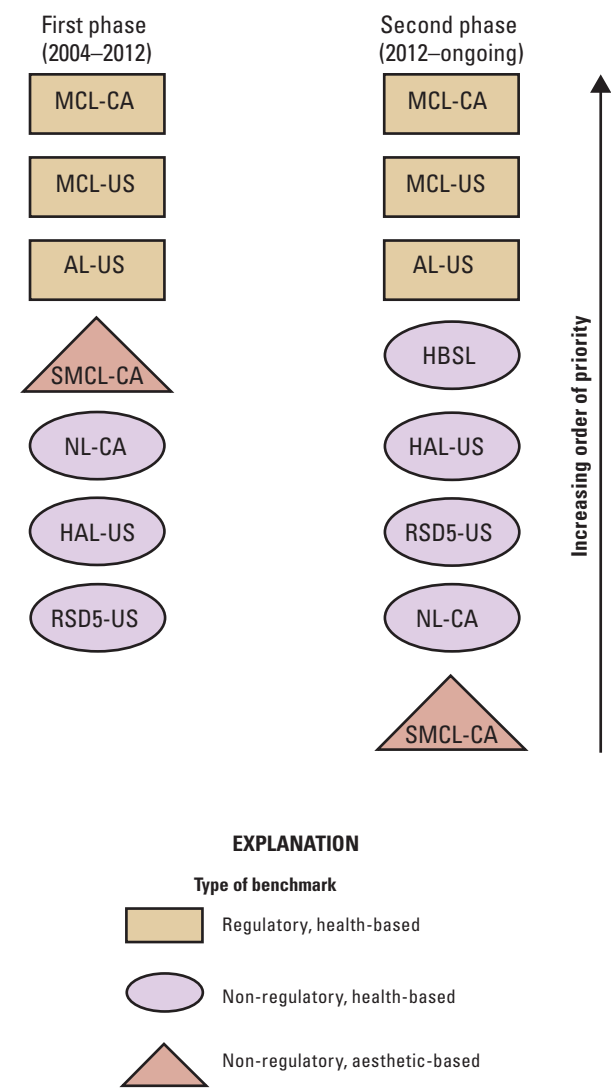 First phase
(2004–2012)
MCL-CA
MCL-US
AL-US
SMCL-CA
NL-CA
HAL-US
RSD5-US
Second phase
(2012–ongoing)
MCL-CA
MCL-US
AL-US
HBSL
HAL-US
RSD5-US
NL-CA
SMCL-CA
Increasing order of priority
EXPLANATION
Type of benchmark
Regulatory, health-based
Non-regulatory, health-based
Non-regulatory, aesthetic-based